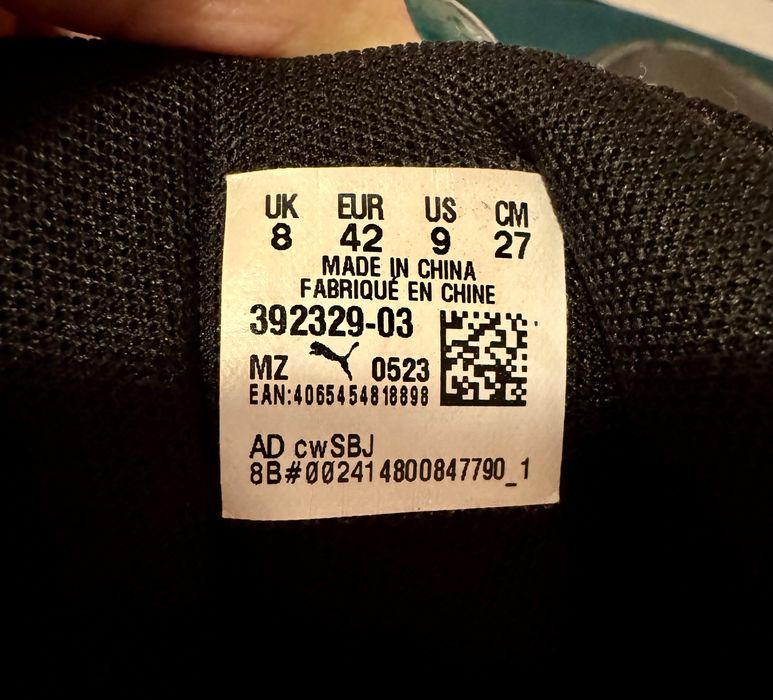 UK EUR US CM
8 42 9 27
MADE IN CHINA
FABRIQUÉ EN CHINE
392329-03
MZ 0523
EAN:4065454818898
AD cwSBJ
8B#002414800847790_1